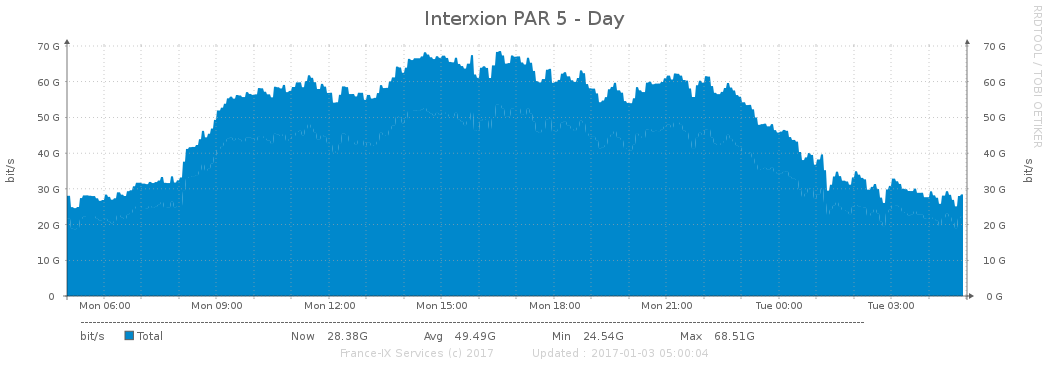 Interxion PAR 5 - Day
RRDTOOL / TOBI OETIKER
bit/s
70 G
60 G
50 G
40 G
30 G
20 G
10 G
0
70 G
60 G
50 G
40 G
30 G
20 G
10 G
0 G
bit/s
Mon 06:00 Mon 09:00 Mon 12:00 Mon 15:00 Mon 18:00 Mon 21:00 Tue 00:00 Tue 03:00
bit/s Total Now 28.38G Avg 49.49G Min 24.54G Max 68.51G
France-IX Services (c) 2017 Updated : 2017-01-03 05:00:04